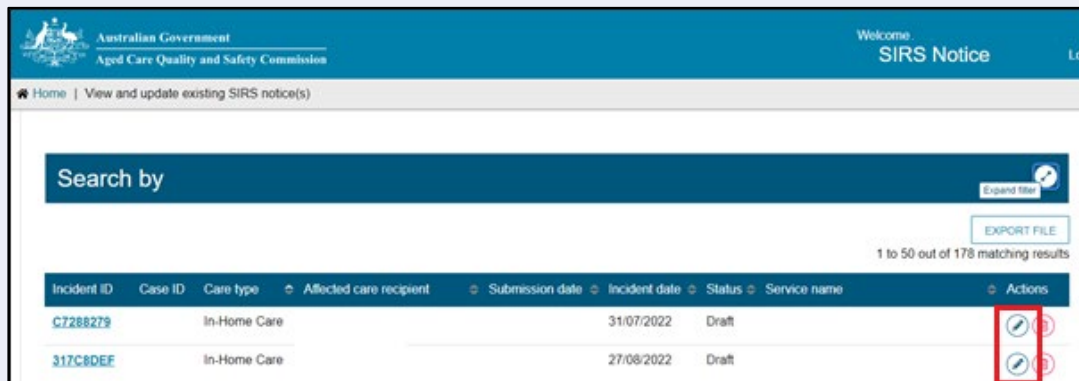 Australian Government
Aged Care Quality and Safety Commission
Welcome.
SIRS Notice
Home | View and update existing SIRS notice(s)
Search by
Expand filter
EXPORT FILE
1 to 50 out of 178 matching results
Incident ID Case ID Care type Affected care recipient Submission date Incident date Status Service name Actions
C7288279 In-Home Care 31/07/2022 Draft
317C8DEF In-Home Care 27/08/2022 Draft